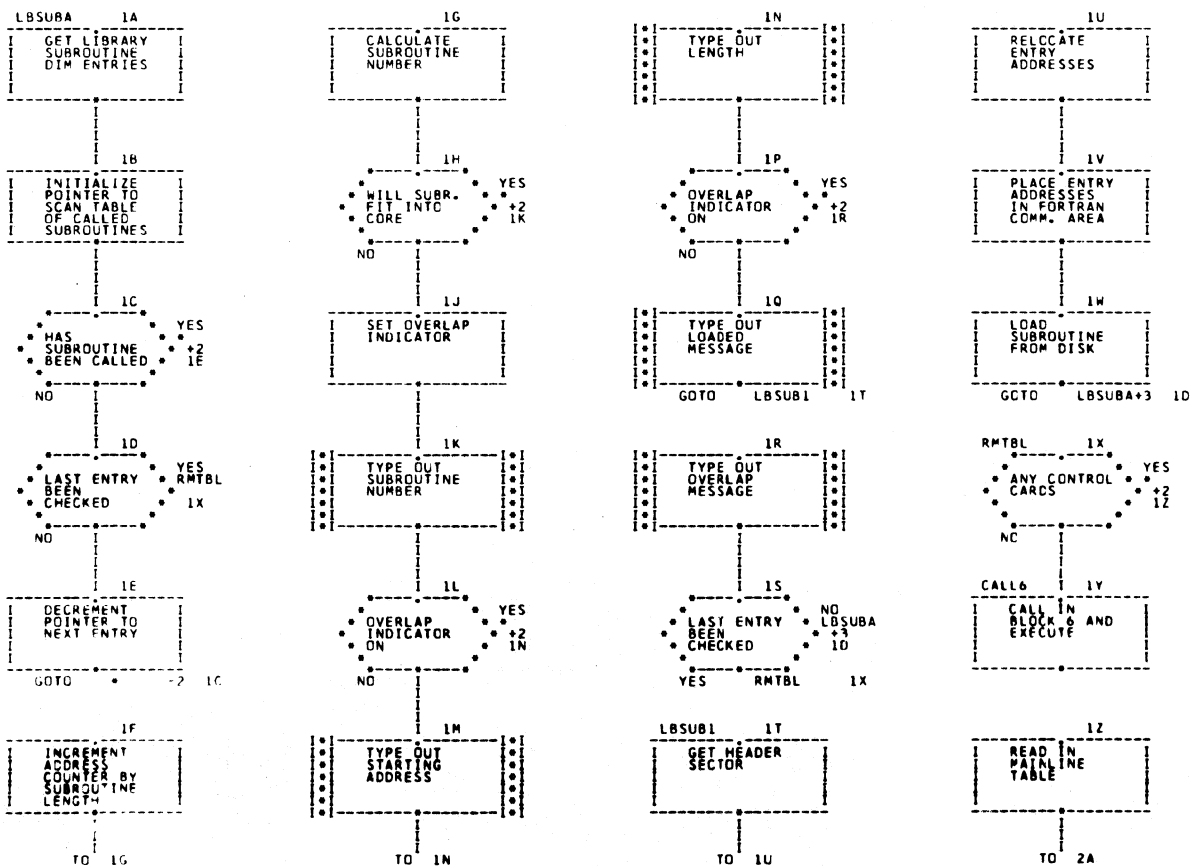 LBSUBA 1A
GET LIBRARY
SUBROUTINE
DIM ENTRIES
1B
INITIALIZE
POINTER TO
SCAN TABLE
OF CALLED
SUBROUTINES
1C
HAS
SUBROUTINE
BEEN CALLED
YES
+2
1E
NO
1D
LAST ENTRY
BEEN
CHECKED
YES
RMTBL
1X
NO
1E
DECREMENT
POINTER TO
NEXT ENTRY
GOTO * -2 1C
1F
INCREMENT
ADDRESS
COUNTER BY
SUBROUTINE
LENGTH
TO 1G
1G
CALCULATE
SUBROUTINE
NUMBER
1H
WILL SUBR.
FIT INTO
CORE
YES
* +2
1K
NO
1J
SET OVERLAP
INDICATOR
1K
TYPE OUT
SUBROUTINE
NUMBER
1L
OVERLAP
INDICATOR
ON
YES
* +2
1N
NO
1M
TYPE OUT
STARTING
ADDRESS
TO 1N
1N
TYPE OUT
LENGTH
1P
OVERLAP
INDICATOR
ON
YES
* +2
1R
NO
1Q
TYPE OUT
LOADED
MESSAGE
GOTO LBSUB1 1T
1R
TYPE OUT
OVERLAP
MESSAGE
1S
LAST ENTRY
BEEN
CHECKED
NO
LBSUBA
+3
1D
YES RMTBL 1X
LBSUB1 1T
GET HEADER
SECTOR
TO 1U
1U
RELCCATE
ENTRY
ADDRESSES
1V
PLACE ENTRY
ADDRESSES
IN FORTRAN
COMM. AREA
1W
LOAD
SUBROUTINE
FROM DISK
GCTO LBSUBA+3 1D
RMTBL 1X
ANY CONTROL
CARDS
YES
* +2
1Z
NC
CALL6 1Y
CALL IN
BLOCK 6 AND
EXECUTE
1Z
READ IN
MAINLINE
TABLE
TO 2A